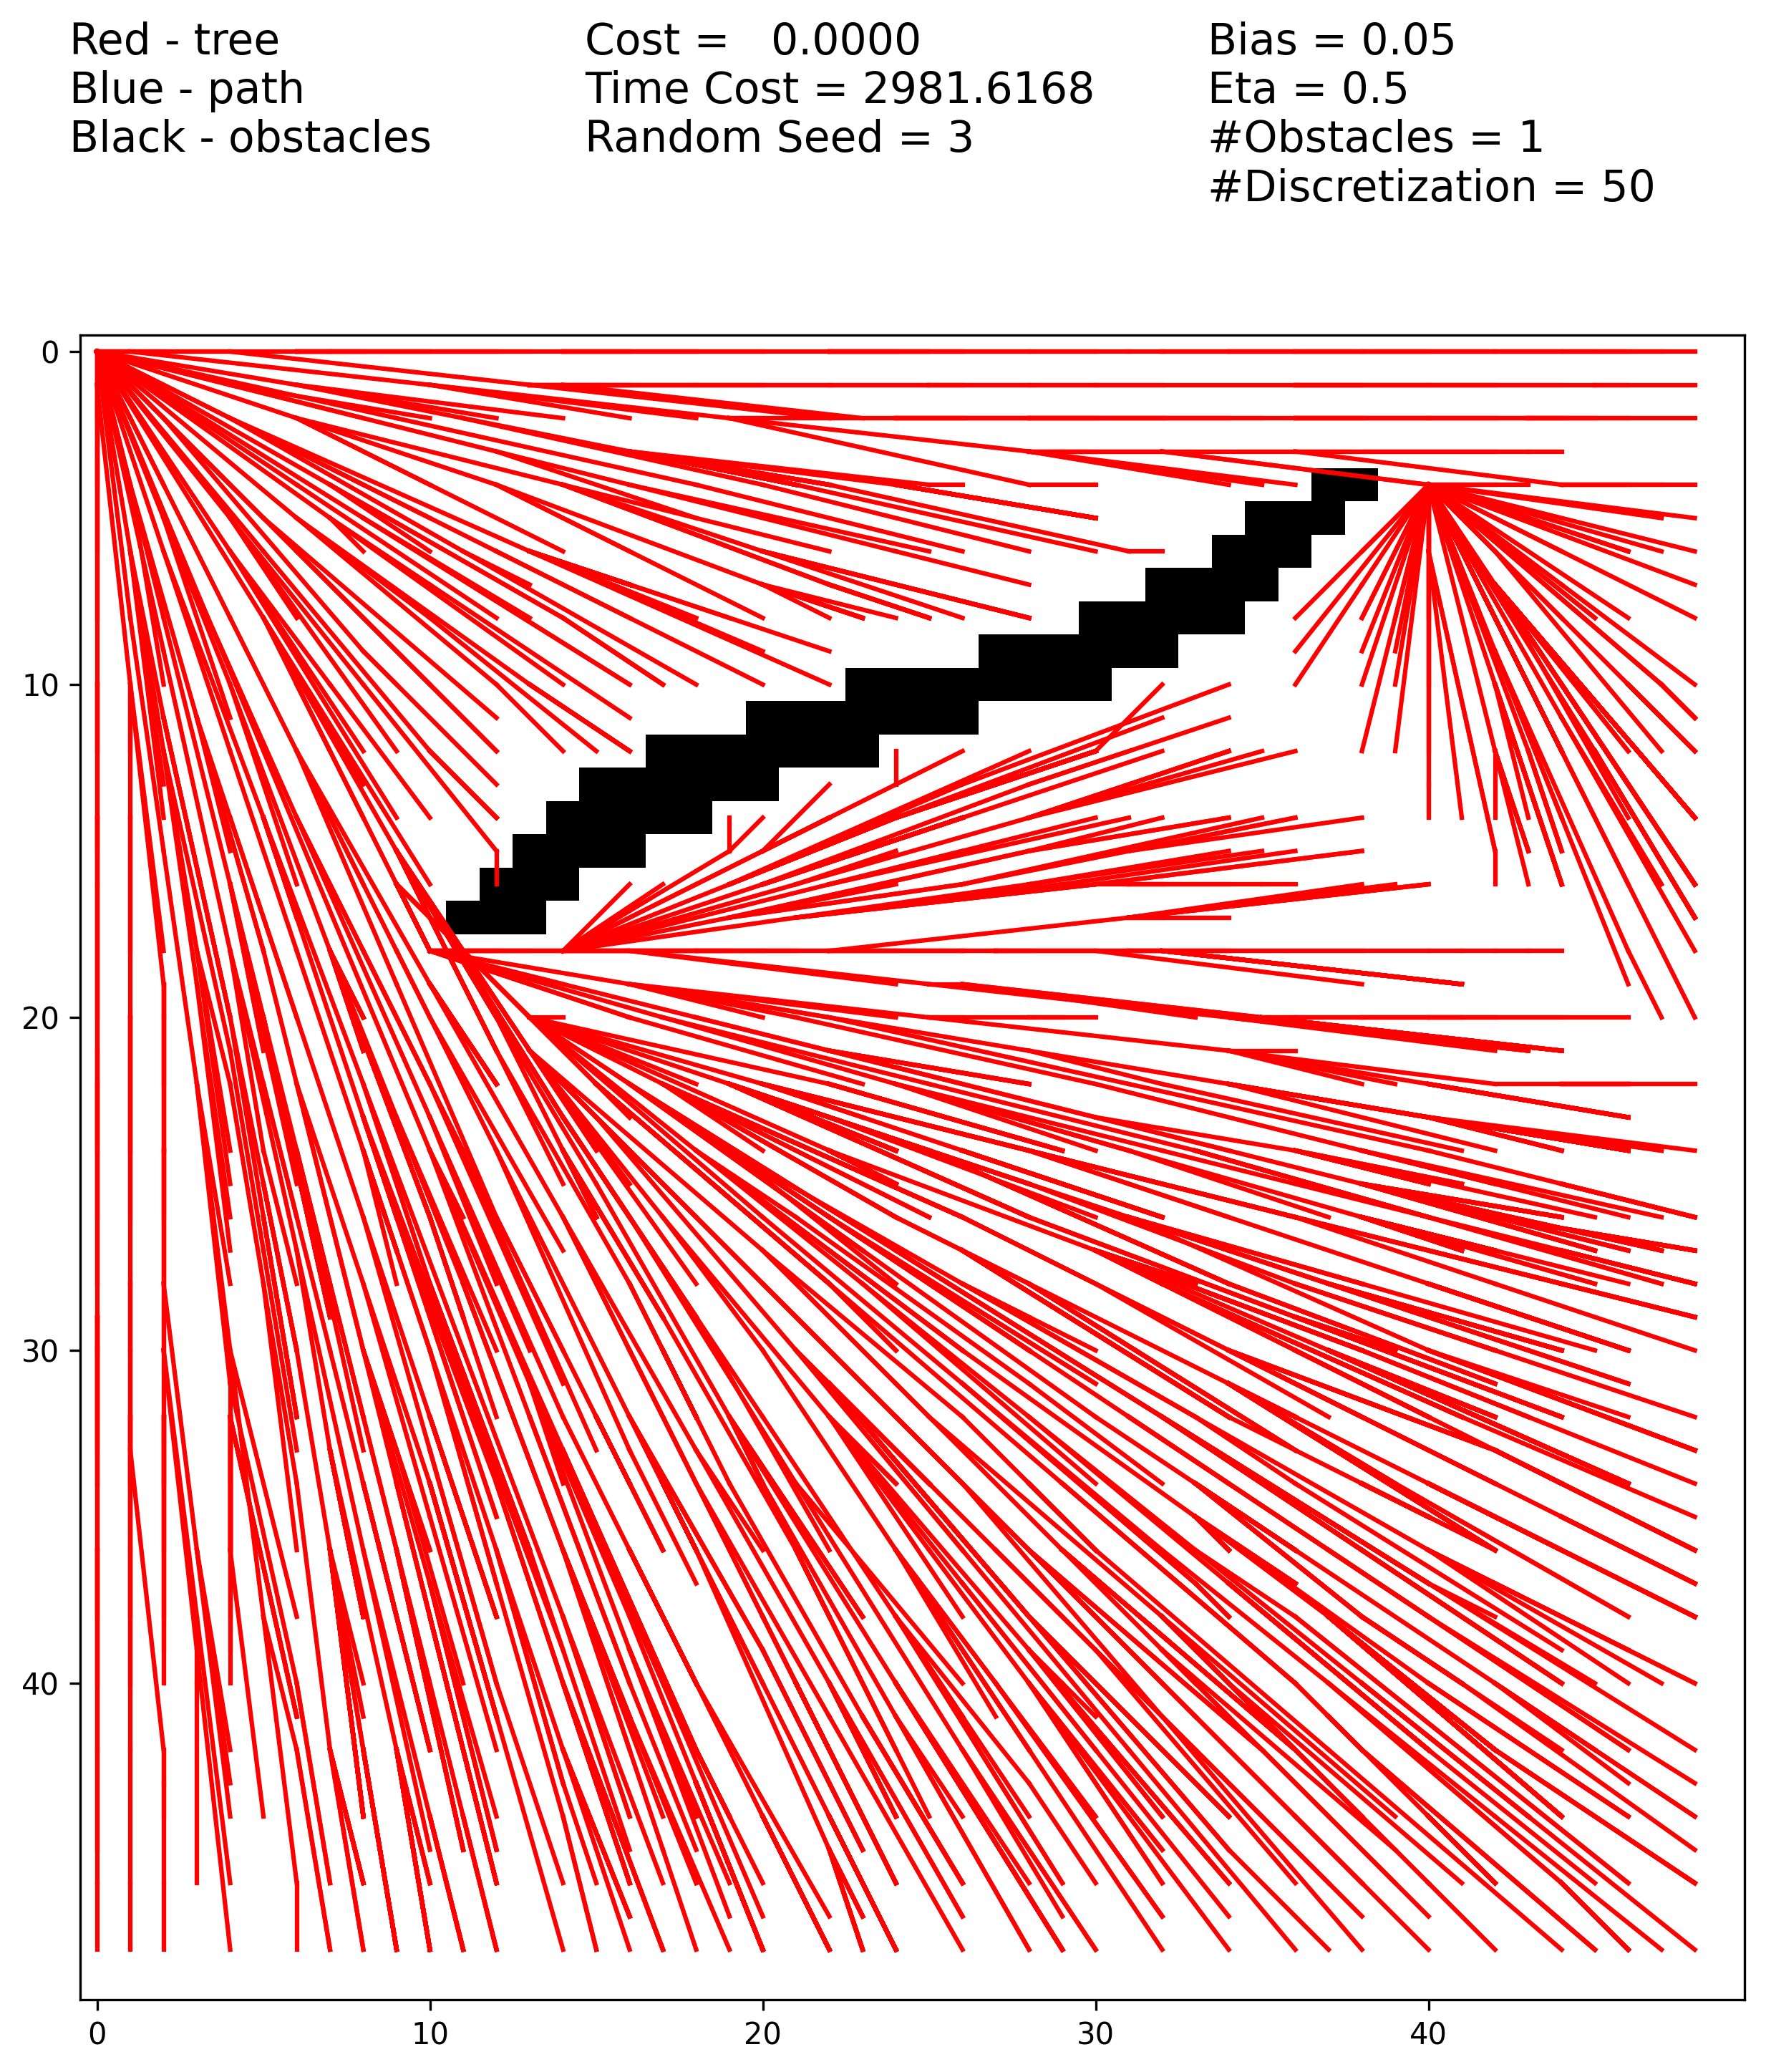 Red - tree
Blue - path
Black - obstacles
Cost =   0.0000
Time Cost = 2981.6168
Random Seed = 3
Bias = 0.05
Eta = 0.5
#Obstacles = 1
#Discretization = 50
0
10
20
30
40
0 10 20 30 40